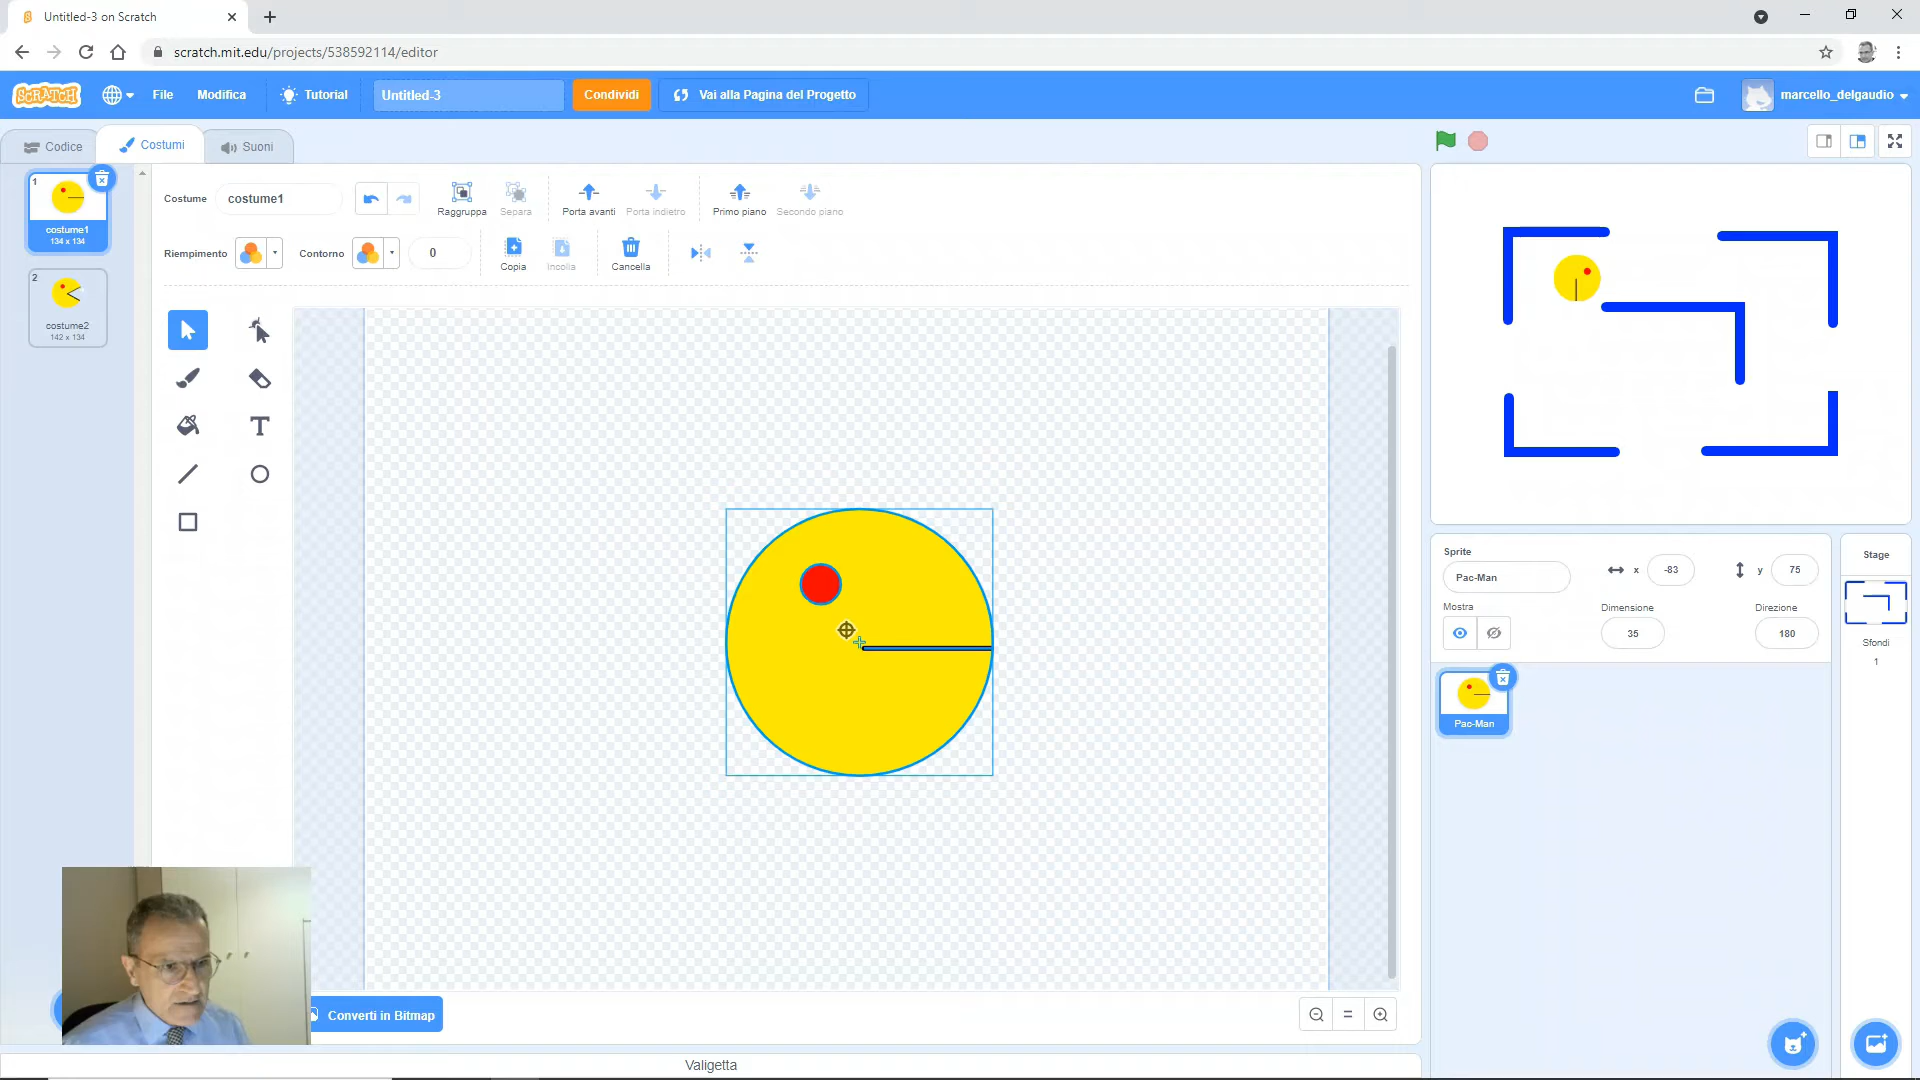 Untitled-3 on Scratch
scratch.mit.edu/projects/538592114/editor
SCRATCH
File
Modifica
Tutorial
Untitled-3
Condividi
Vai alla Pagina del Progetto
marcello_delgaudio
Codice
Costumi
Suoni
1
costume1
134 x 134
2
costume2
142 x 134
Costume
costume1
Raggruppa
Separa
Porta avanti
Porta indietro
Primo piano
Secondo piano
Riempimento
Contorno
0
Copia
Incolla
Cancella
T
Converti in Bitmap
Valigetta
Sprite
Pac-Man
x
-83
y
75
Mostra
Dimensione
35
Direzione
180
Pac-Man
Stage
Sfondi
1